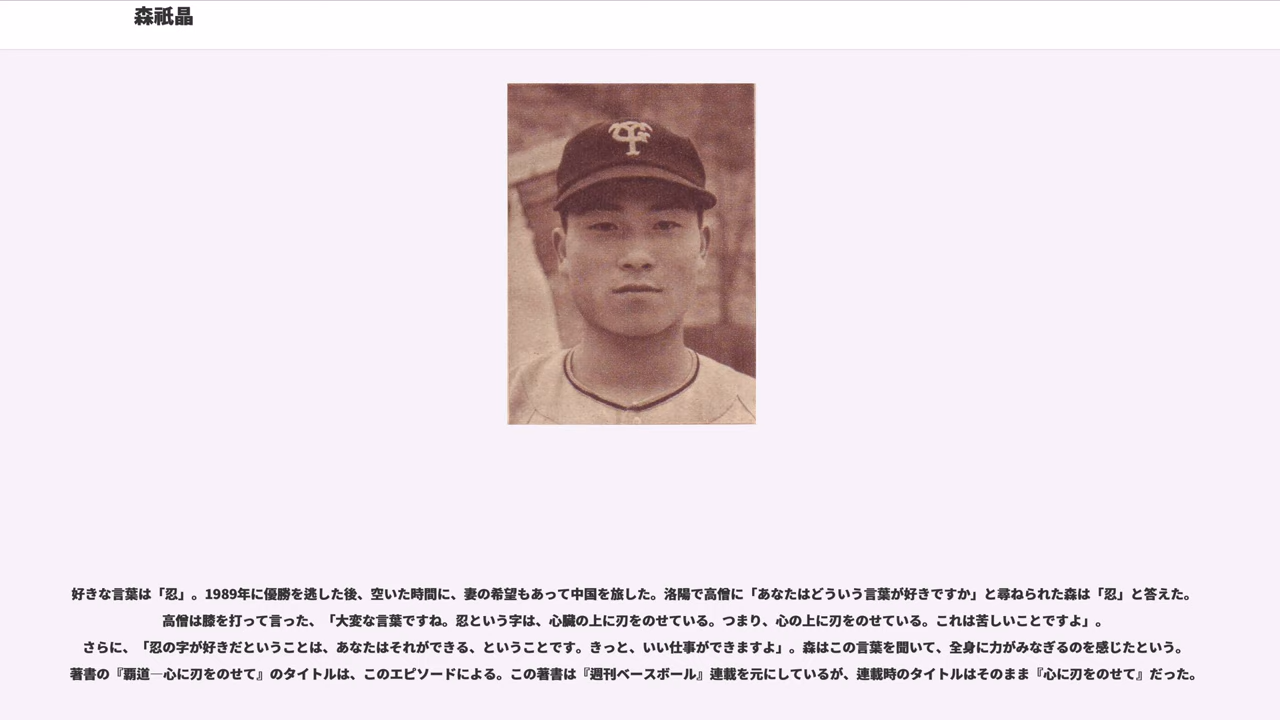 森祇晶
好きな言葉は「忍」。1989年に優勝を逃した後、空いた時間に、妻の希望もあって中国を旅した。洛陽で高僧に「あなたはどういう言葉が好きですか」と尋ねられた森は「忍」と答えた。
高僧は膝を打って言った、「大変な言葉ですね。忍という字は、心臓の上に刃をのせている。つまり、心の上に刃をのせている。これは苦しいことですよ」。
さらに、「忍の字が好きだということは、あなたはそれができる、ということです。きっと、いい仕事ができますよ」。森はこの言葉を聞いて、全身に力がみなぎるのを感じたという。
著書の『覇道―心に刃をのせて』のタイトルは、このエピソードによる。この著書は『週刊ベースボール』連載を元にしているが、連載時のタイトルはそのまま『心に刃をのせて』だった。